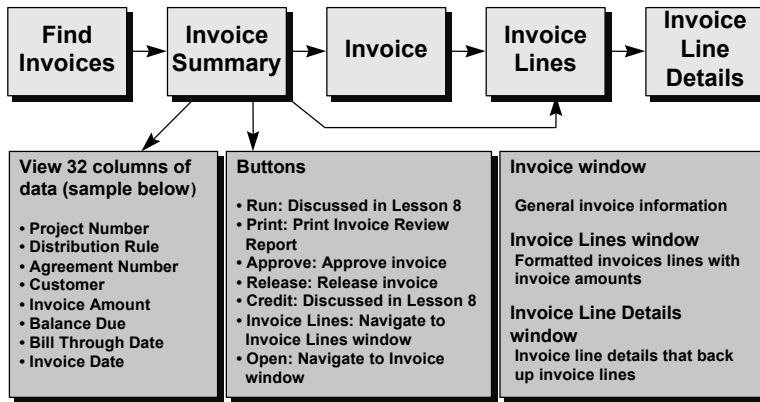 Find
Invoices
Invoice
Summary
Invoice
Invoice
Lines
Invoice
Line
Details
View 32 columns of
data (sample below)
• Project Number
• Distribution Rule
• Agreement Number
• Customer
• Invoice Amount
• Balance Due
• Bill Through Date
• Invoice Date
Buttons
• Run: Discussed in Lesson 8
• Print: Print Invoice Review
Report
• Approve: Approve invoice
• Release: Release invoice
• Credit: Discussed in Lesson 8
• Invoice Lines: Navigate to
Invoice Lines window
• Open: Navigate to Invoice
window
Invoice window
General invoice information
Invoice Lines window
Formatted invoices lines with
invoice amounts
Invoice Line Details
window
Invoice line details that back
up invoice lines